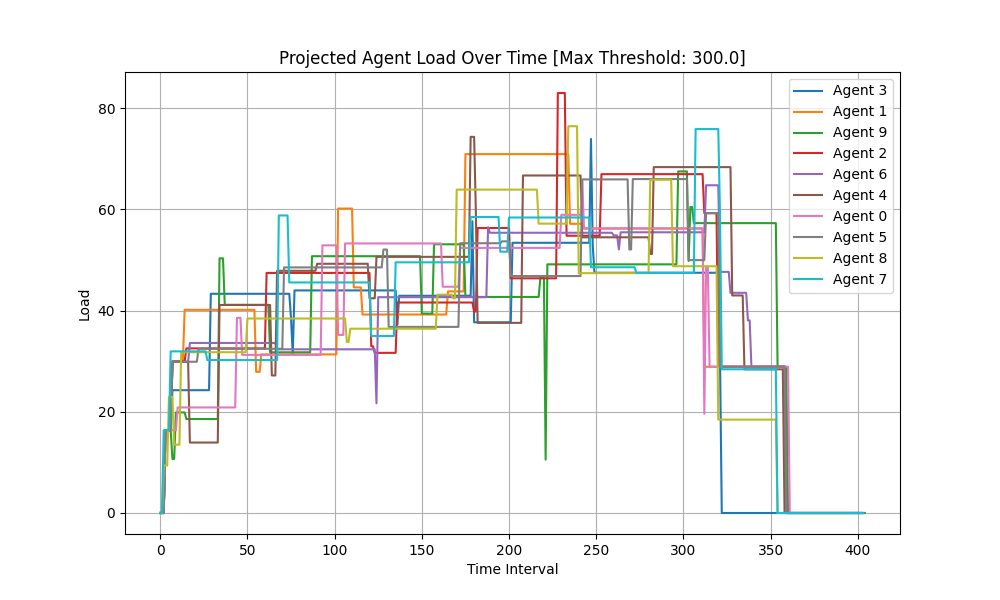 Projected Agent Load Over Time [Max Threshold: 300.0]
Load
80
60
40
20
0
0 50 100 150 200 250 300 350 400
Time Interval
Agent 3
Agent 1
Agent 9
Agent 2
Agent 6
Agent 4
Agent 0
Agent 5
Agent 8
Agent 7